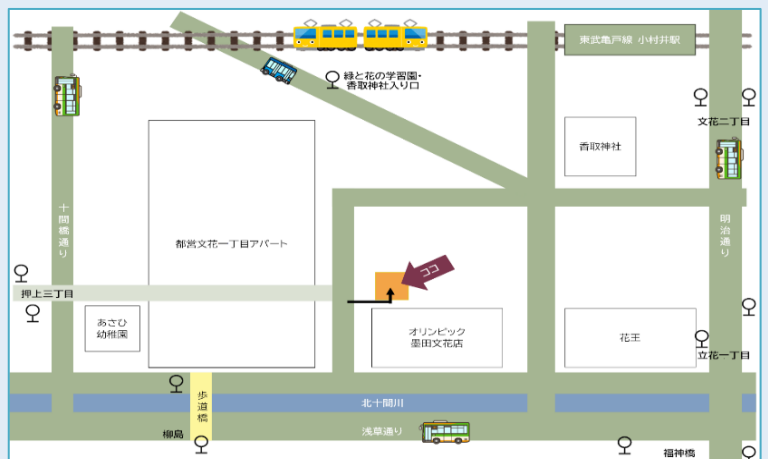 東武亀戸線 小村井駅
緑と花の学習園・
香取神社入り口
文花二丁目
香取神社
十間橋通り
明治通り
都営文花一丁目アパート
ココ
押上三丁目
あさひ
幼稚園
オリンピック
墨田文花店
花王
立花一丁目
歩道橋
北十間川
柳島
浅草通り
福神橋